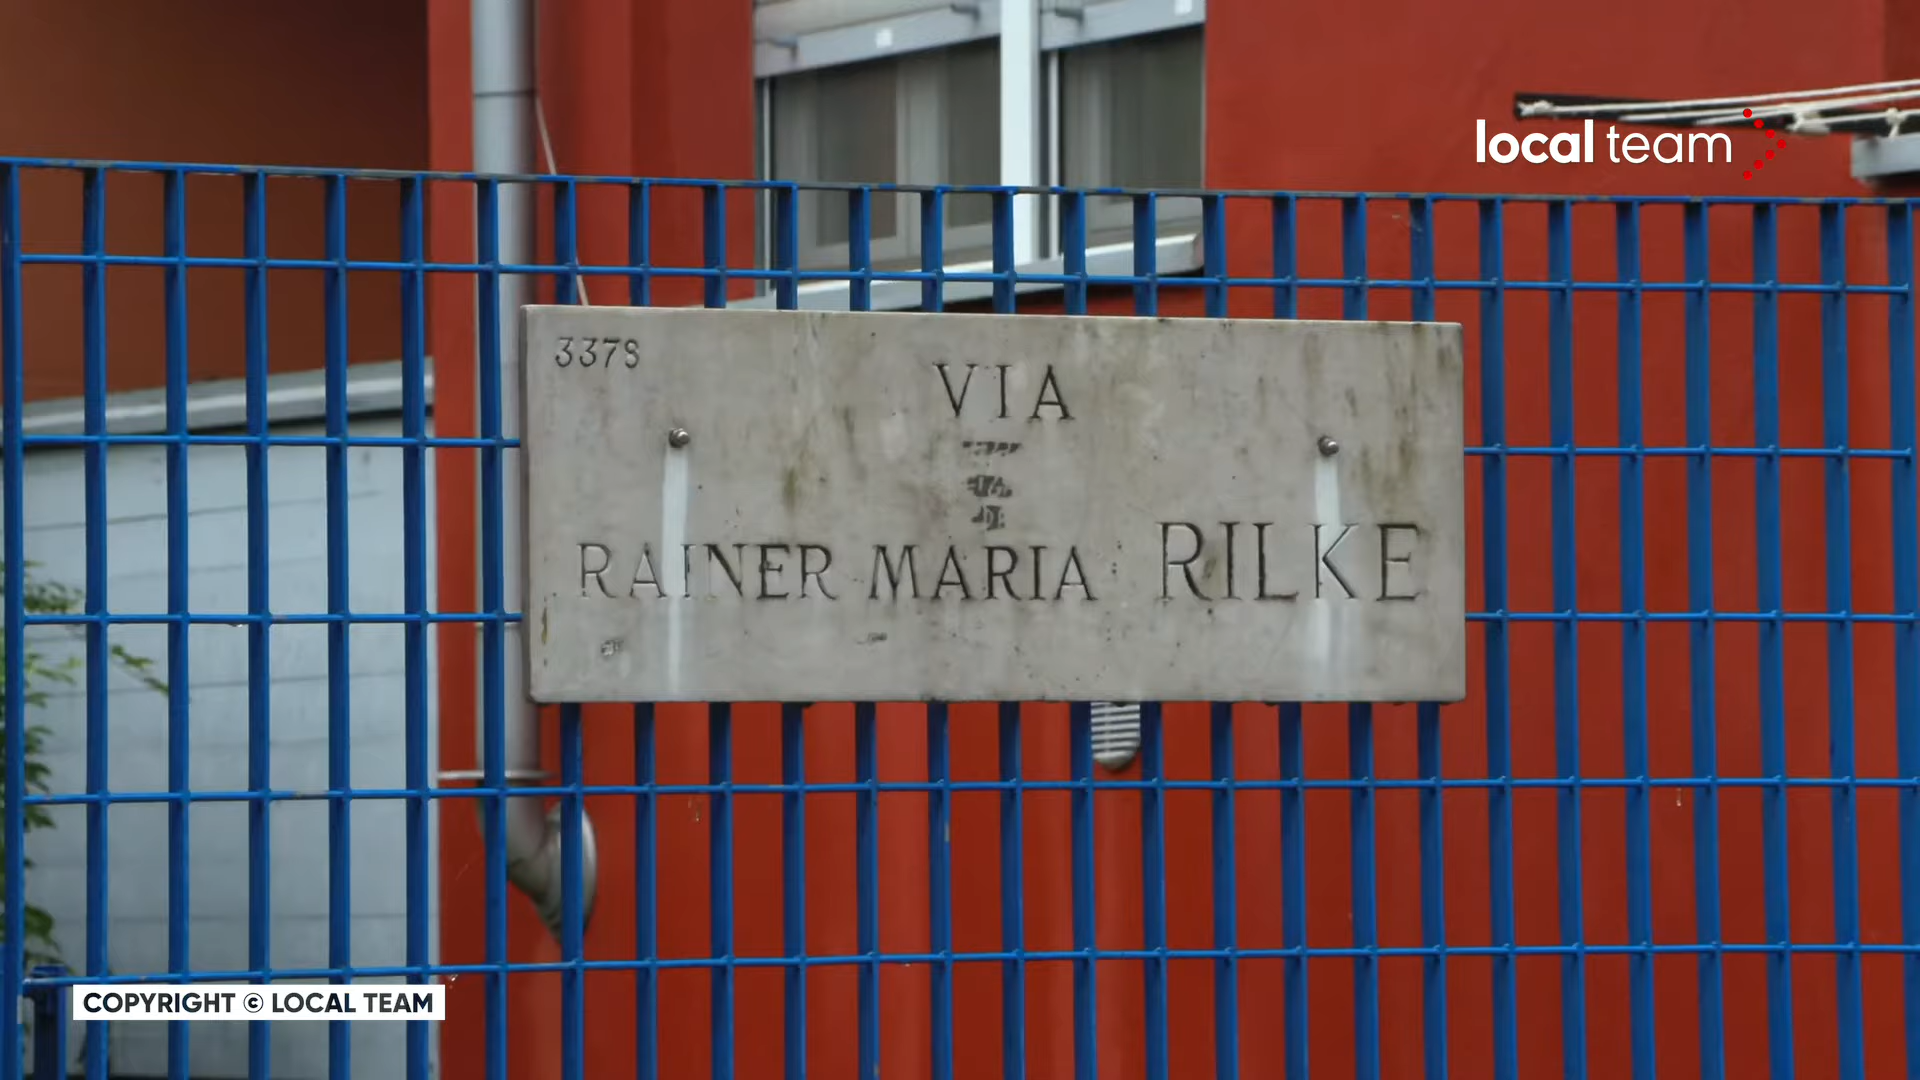 local team
3378
VIA
RAINER MARIA RILKE
COPYRIGHT © LOCAL TEAM